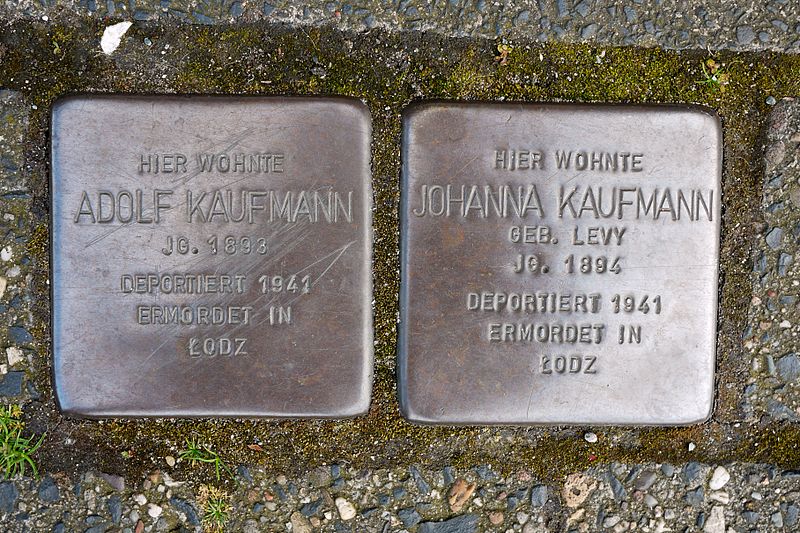 HIER WOHNTE
ADOLF KAUFMANN
JG. 1893
DEPORTIERT 1941
ERMORDET IN
ŁODZ
HIER WOHNTE
JOHANNA KAUFMANN
GEB. LEVY
JG. 1894
DEPORTIERT 1941
ERMORDET IN
ŁODZ